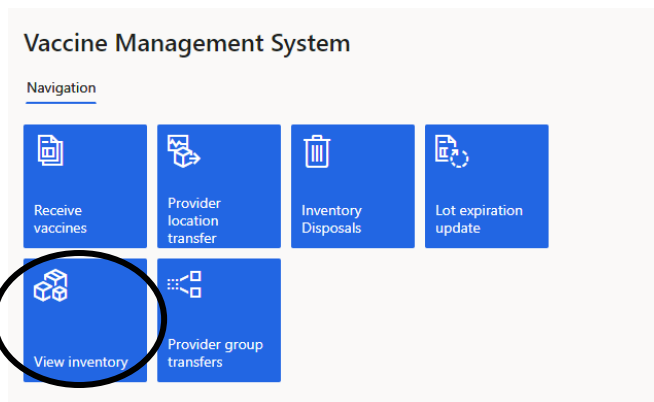 Vaccine Management System
Navigation
Receive
vaccines
Provider
location
transfer
Inventory
Disposals
Lot expiration
update
View inventory
Provider group
transfers